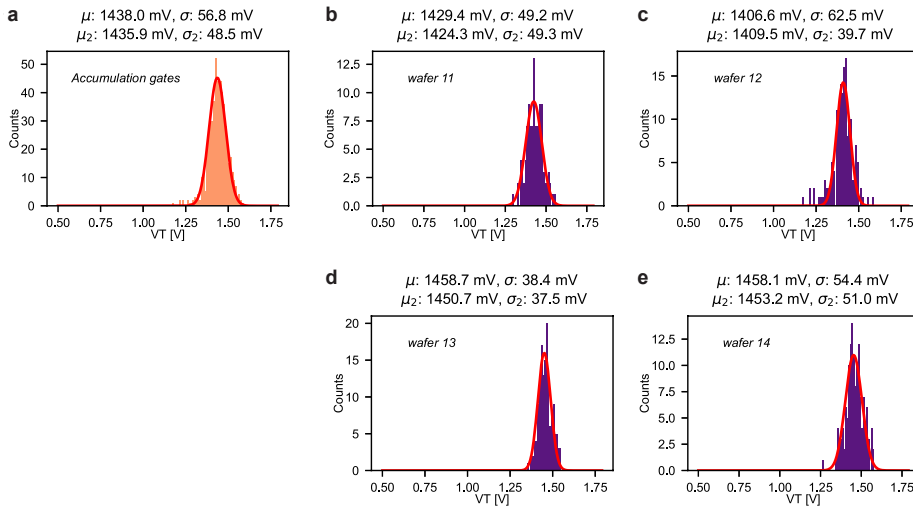 a
μ: 1438.0 mV, σ: 56.8 mV
μ₂: 1435.9 mV, σ₂: 48.5 mV
Accumulation gates
Counts
50
40
30
20
10
0
0.50 0.75 1.00 1.25 1.50 1.75
VT [V]
b
μ: 1429.4 mV, σ: 49.2 mV
μ₂: 1424.3 mV, σ₂: 49.3 mV
wafer 11
Counts
12.5
10.0
7.5
5.0
2.5
0.0
0.50 0.75 1.00 1.25 1.50 1.75
VT [V]
c
μ: 1406.6 mV, σ: 62.5 mV
μ₂: 1409.5 mV, σ₂: 39.7 mV
wafer 12
Counts
15
10
5
0
0.50 0.75 1.00 1.25 1.50 1.75
VT [V]
d
μ: 1458.7 mV, σ: 38.4 mV
μ₂: 1450.7 mV, σ₂: 37.5 mV
wafer 13
Counts
20
15
10
5
0
0.50 0.75 1.00 1.25 1.50 1.75
VT [V]
e
μ: 1458.1 mV, σ: 54.4 mV
μ₂: 1453.2 mV, σ₂: 51.0 mV
wafer 14
Counts
12.5
10.0
7.5
5.0
2.5
0.0
0.50 0.75 1.00 1.25 1.50 1.75
VT [V]